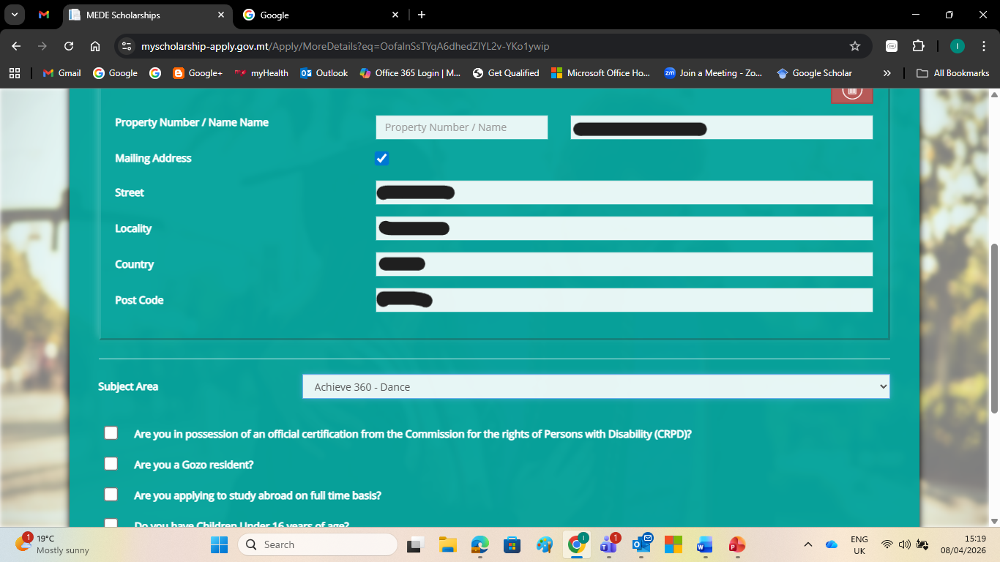 MEDE Scholarships
Google
myscholarship-apply.gov.mt/Apply/MoreDetails?eq=OofaInSsTYqA6dhedZIYL2v-YKo1ywip
I
Gmail
Google
Google+
myHealth
Outlook
Office 365 Login | M...
Get Qualified
Microsoft Office Ho...
zm
Join a Meeting - Zo...
Google Scholar
»
All Bookmarks
Property Number / Name Name
Property Number / Name
Mailing Address
Street
Locality
Country
Post Code
Subject Area
Achieve 360 - Dance
Are you in possession of an official certification from the Commission for the rights of Persons with Disability (CRPD)?
Are you a Gozo resident?
Are you applying to study abroad on full time basis?
Do you have Children Under 16 years of age?
1
19°C
Mostly sunny
Search
I
1
ENG
UK
15:19
08/04/2026